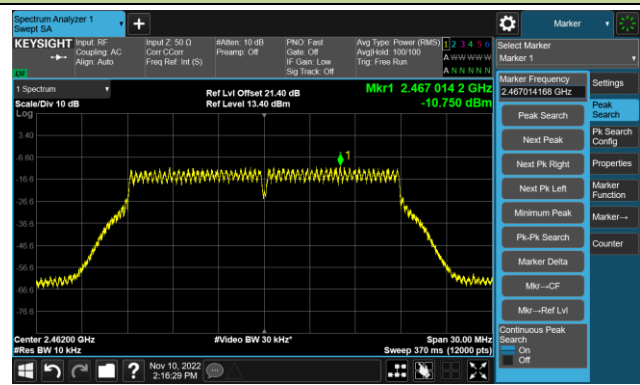 Spectrum Analyzer 1
Swept SA
Marker
KEYSIGHT
Input: RF
Coupling: AC
Align: Auto
Input Z: 50 Ω
Corr CCorr
Freq Ref: Int (S)
#Atten: 10 dB
Preamp: Off
PNO: Fast
Gate: Off
IF Gain: Low
Sig Track: Off
Avg Type: Power (RMS)
Avg|Hold: 100/100
Trig: Free Run
1 2 3 4 5 6
A W W W W W
A N N N N N
LW
Select Marker
Marker 1
1 Spectrum
Scale/Div 10 dB
Log
Ref Lvl Offset 21.40 dB
Ref Level 13.40 dBm
Mkr1 2.467 014 2 GHz
-10.750 dBm
3.40
-6.60
-16.6
-26.6
-36.6
-46.6
-56.6
-66.6
-76.6
1
Center 2.46200 GHz
#Res BW 10 kHz
#Video BW 30 kHz*
Span 30.00 MHz
Sweep 370 ms (12000 pts)
Marker Frequency
2.467014168 GHz
Peak Search
Next Peak
Next Pk Right
Next Pk Left
Minimum Peak
Pk-Pk Search
Marker Delta
Mkr→CF
Mkr→Ref Lvl
Continuous Peak
Search
On
Off
Settings
Peak
Search
Pk Search
Config
Properties
Marker
Function
Marker→
Counter
Nov 10, 2022
2:16:29 PM